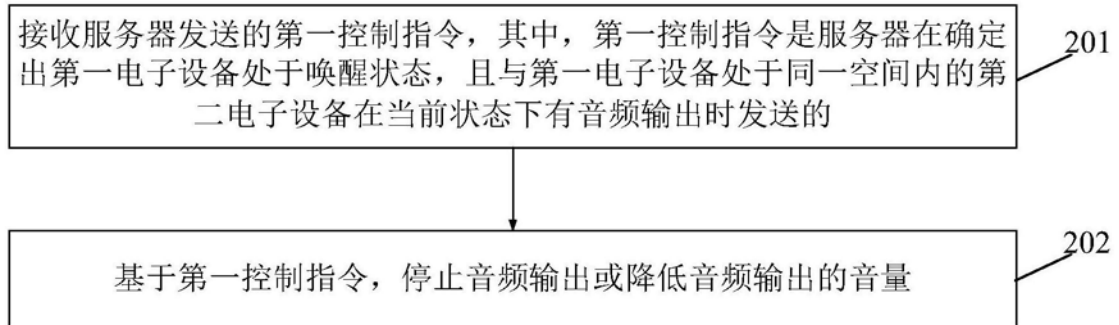 接收服务器发送的第一控制指令，其中，第一控制指令是服务器在确定
出第一电子设备处于唤醒状态，且与第一电子设备处于同一空间内的第
二电子设备在当前状态下有音频输出时发送的
201
基于第一控制指令，停止音频输出或降低音频输出的音量
202